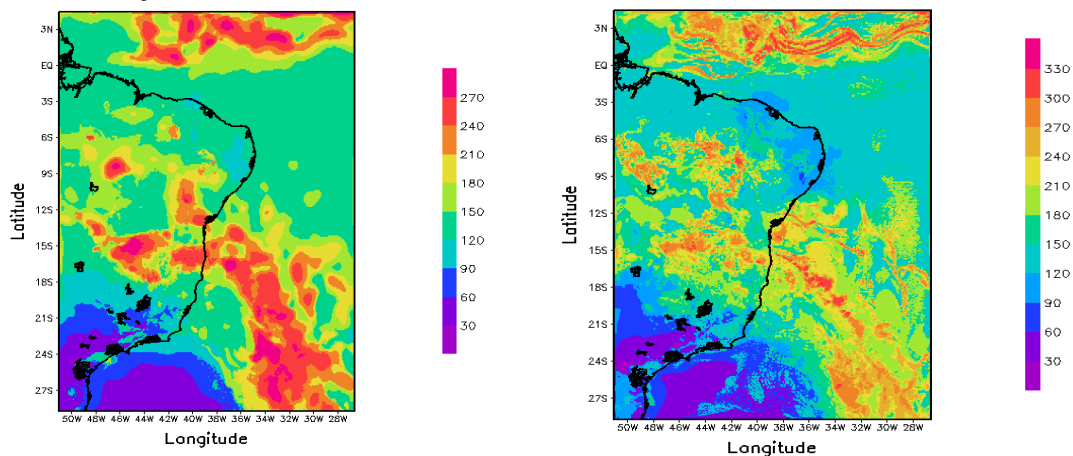 3N
EQ
3S
6S
9S
12S
15S
18S
21S
24S
27S
Latitude
50W 48W 46W 44W 42W 40W 38W 36W 34W 32W 30W 28W
Longitude
270
240
210
180
150
120
90
60
30
3N
EQ
3S
6S
9S
12S
15S
18S
21S
24S
27S
Latitude
50W 48W 46W 44W 42W 40W 38W 36W 34W 32W 30W 28W
Longitude
330
300
270
240
210
180
150
120
90
60
30